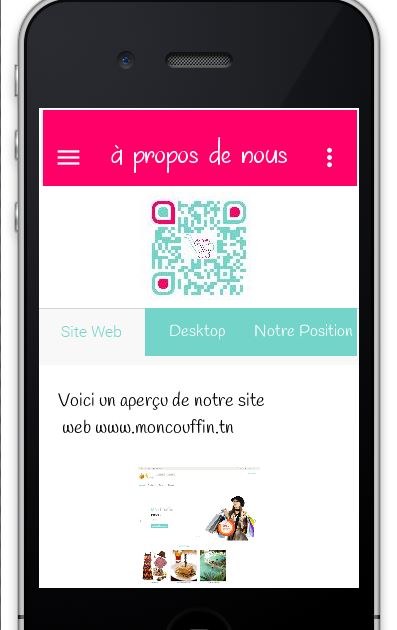 à propos de nous
Site Web
Desktop
Notre Position
Voici un aperçu de notre site
web www.moncouffin.tn